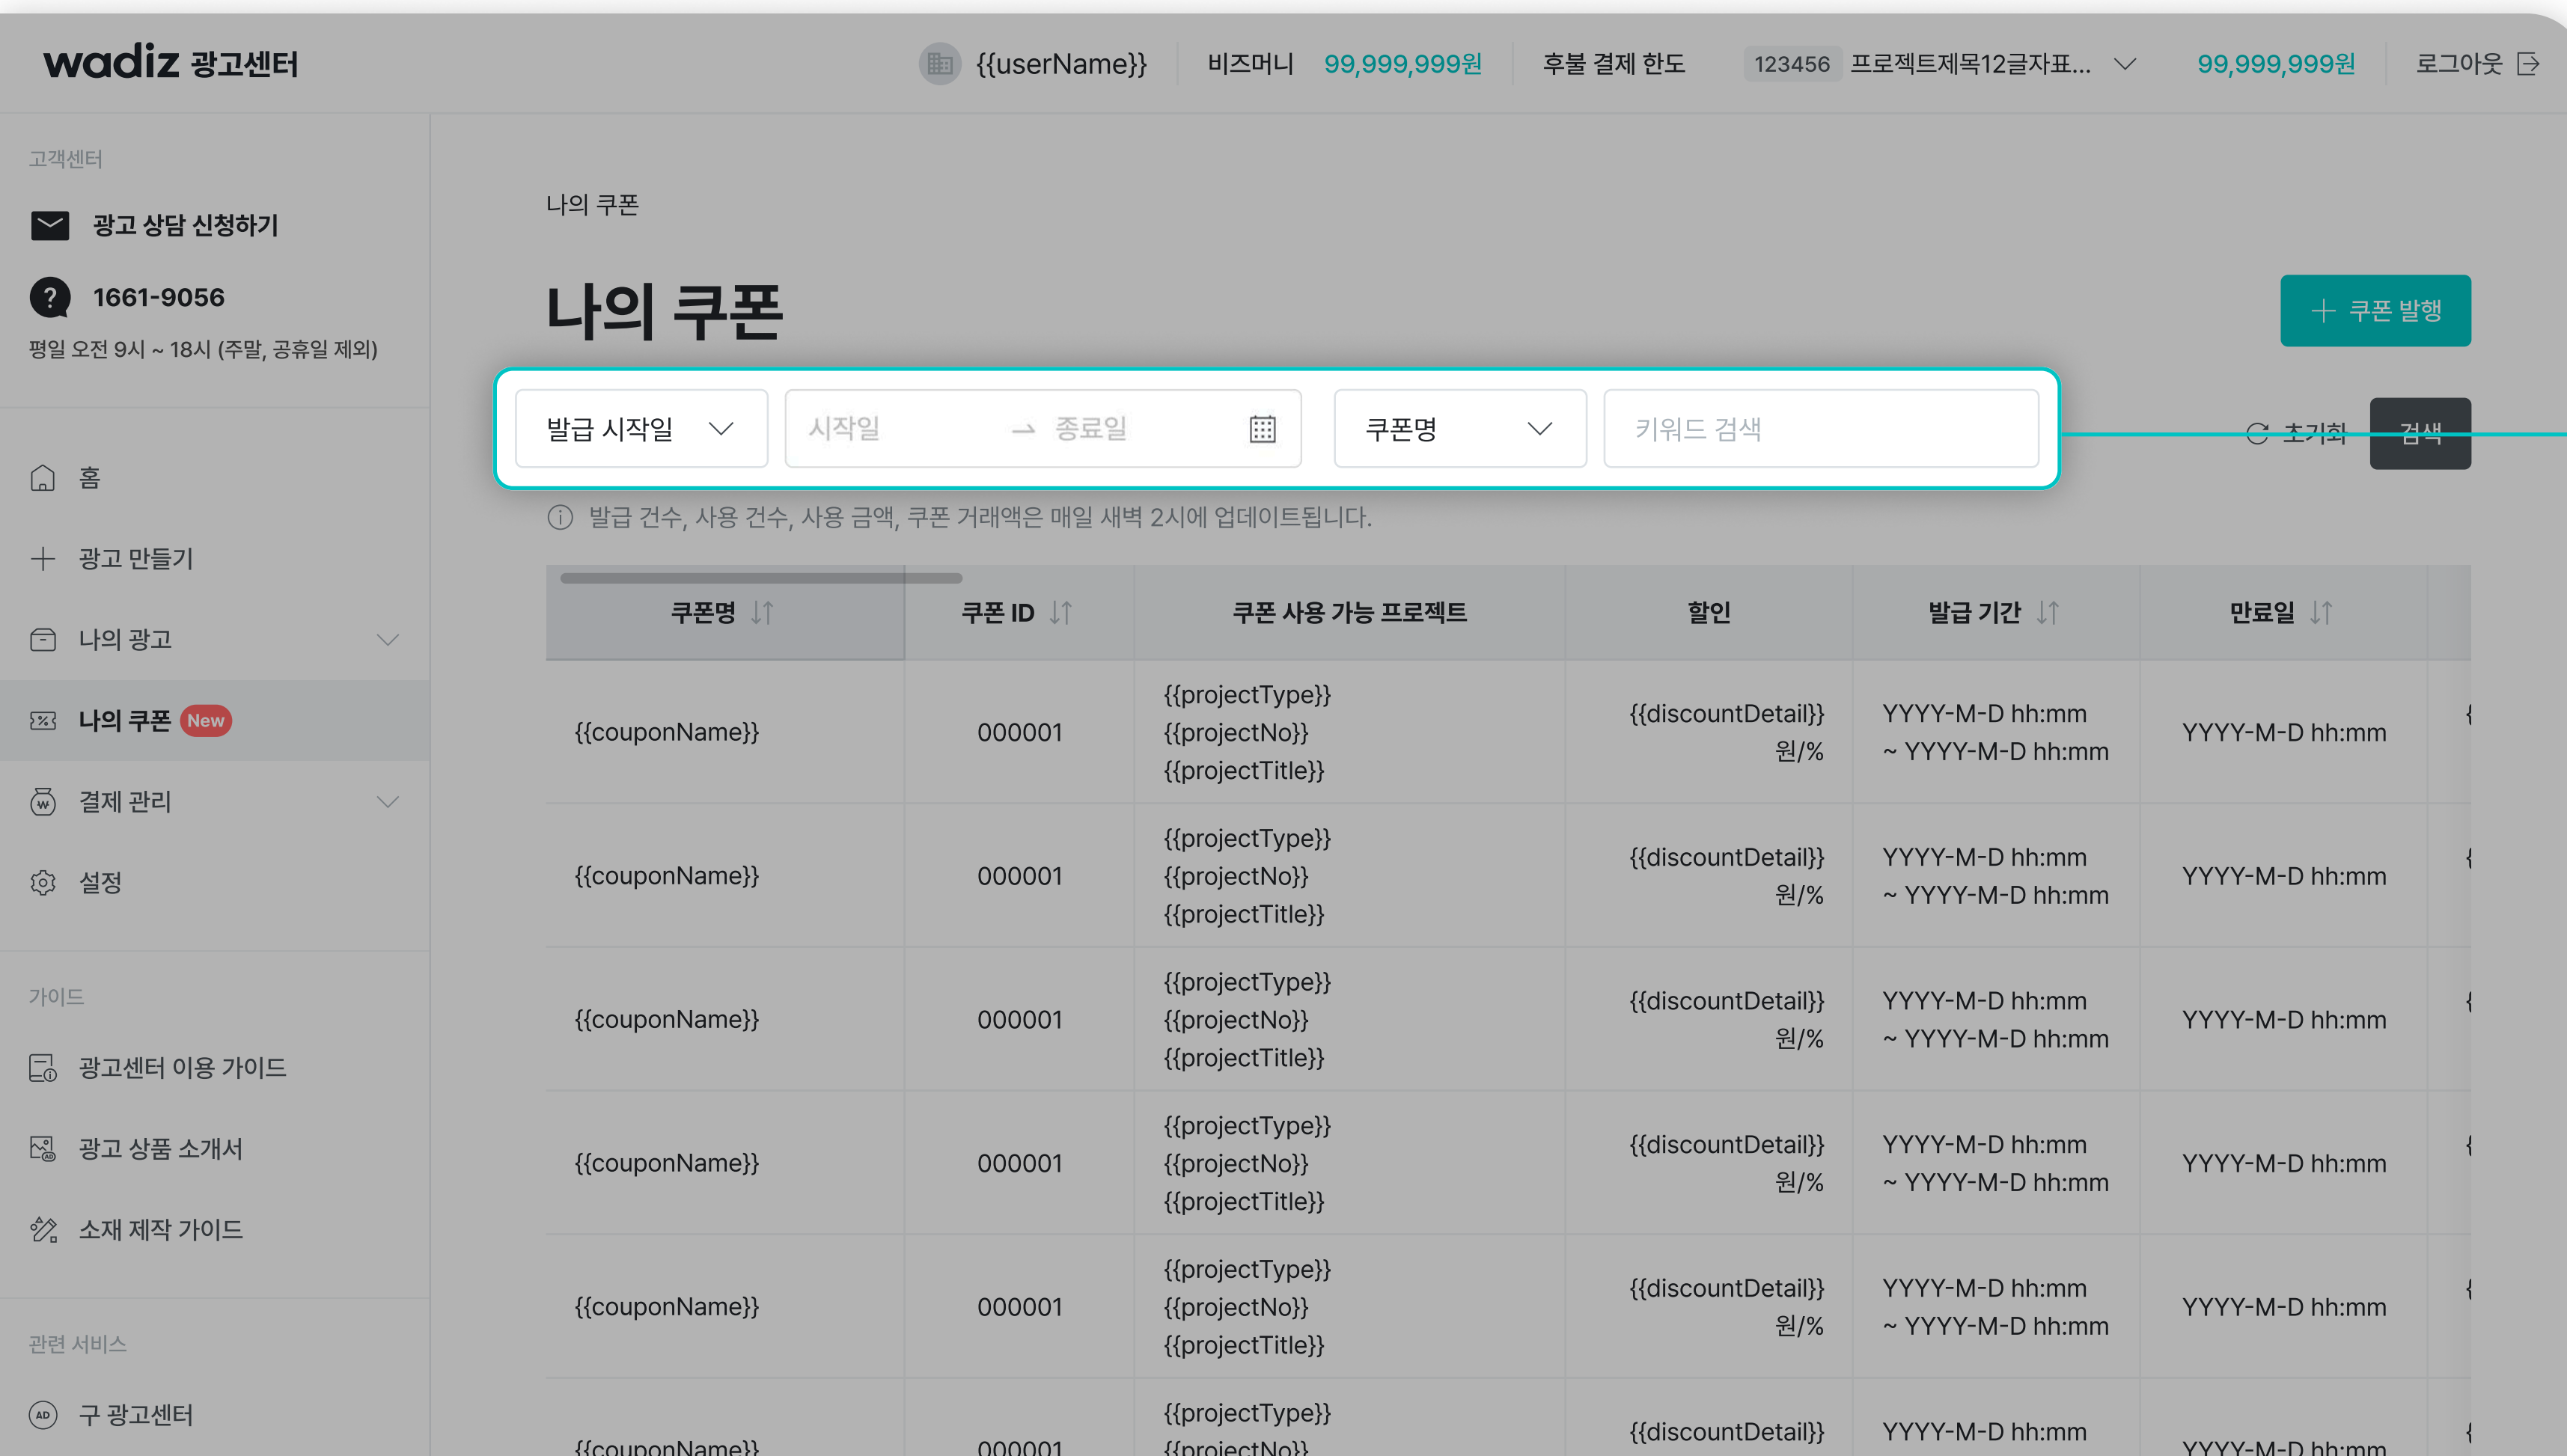 wadiz 광고센터
{{userName}}
비즈머니 99,999,999원
후불 결제 한도 123456 프로젝트제목12글자표... 99,999,999원
로그아웃
고객센터
광고 상담 신청하기
1661-9056
평일 오전 9시 ~ 18시 (주말, 공휴일 제외)
홈
광고 만들기
나의 광고
나의 쿠폰 New
결제 관리
설정
가이드
광고센터 이용 가이드
광고 상품 소개서
소재 제작 가이드
관련 서비스
AD 구 광고센터
나의 쿠폰
나의 쿠폰
쿠폰 발행
발급 시작일 시작일 종료일 쿠폰명 키워드 검색 초기화 검색
발급 건수, 사용 건수, 사용 금액, 쿠폰 거래액은 매일 새벽 2시에 업데이트됩니다.
쿠폰명 쿠폰 ID 쿠폰 사용 가능 프로젝트 할인 발급 기간 만료일
{{projectType}}
{{discountDetail}} YYYY-M-D hh:mm
{{couponName}} 000001 {{projectNo}} YYYY-M-D hh:mm
원/% ~ YYYY-M-D hh:mm
{{projectTitle}}
{{projectType}}
{{discountDetail}} YYYY-M-D hh:mm
{{couponName}} 000001 {{projectNo}} YYYY-M-D hh:mm
원/% ~ YYYY-M-D hh:mm
{{projectTitle}}
{{projectType}}
{{discountDetail}} YYYY-M-D hh:mm
{{couponName}} 000001 {{projectNo}} YYYY-M-D hh:mm
원/% ~ YYYY-M-D hh:mm
{{projectTitle}}
{{projectType}}
{{discountDetail}} YYYY-M-D hh:mm
{{couponName}} 000001 {{projectNo}} YYYY-M-D hh:mm
원/% ~ YYYY-M-D hh:mm
{{projectTitle}}
{{projectType}}
{{discountDetail}} YYYY-M-D hh:mm
{{couponName}} 000001 {{projectNo}} YYYY-M-D hh:mm
원/% ~ YYYY-M-D hh:mm
{{projectTitle}}
{{projectType}}
{{discountDetail}} YYYY-M-D hh:mm
{{couponName}} 000001 {{projectNo}} YYYY-M-D hh:mm